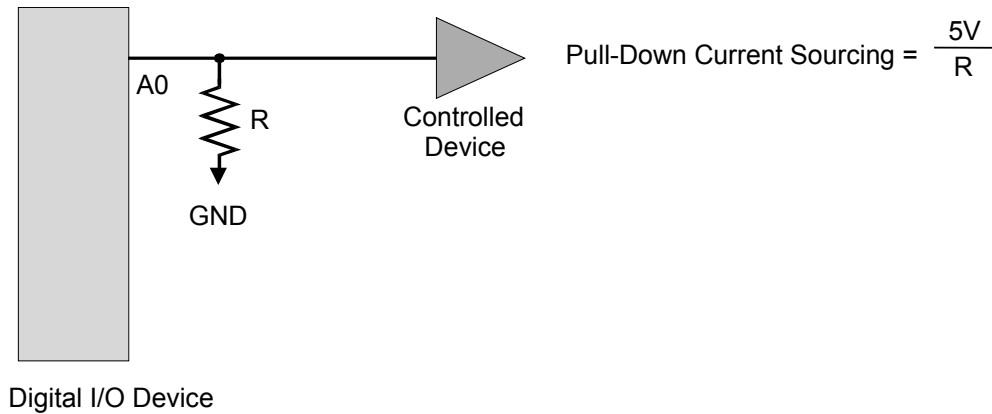 A0
R
GND
Controlled
Device
Pull-Down Current Sourcing = 5V
R
Digital I/O Device